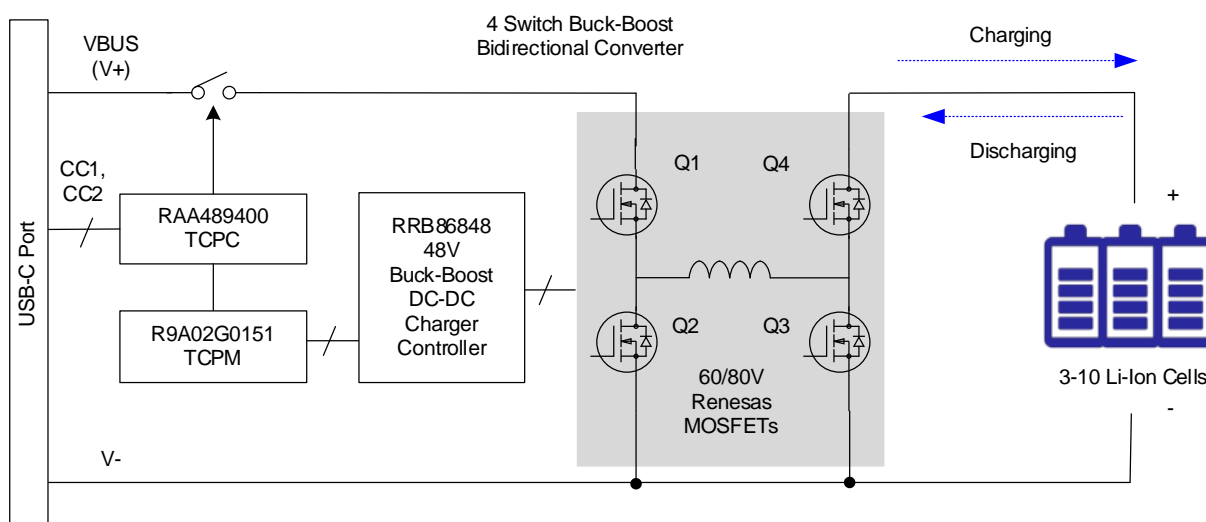 4 Switch Buck-Boost
Bidirectional Converter
Charging
VBUS
(V+)
Discharging
CC1,
CC2
Q1
Q4
RAA489400
TCPC
RRB86848
48V
Buck-Boost
DC-DC
Charger
Controller
+
USB-C Port
R9A02G0151
TCPM
Q2
Q3
60/80V
Renesas
MOSFETs
3-10 Li-Ion Cells
-
V-